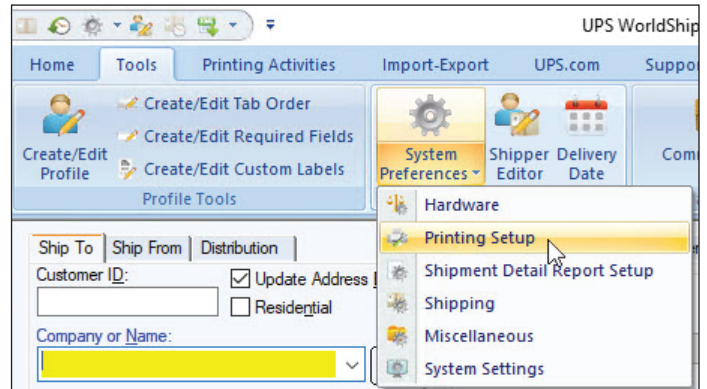 UPS WorldShip
Home Tools Printing Activities Import-Export UPS.com Suppor
Create/Edit Profile
Create/Edit Tab Order
Create/Edit Required Fields
Create/Edit Custom Labels
Profile Tools
System Preferences
Shipper Editor
Delivery Date
Hardware
Printing Setup
Shipment Detail Report Setup
Shipping
Miscellaneous
System Settings
Ship To Ship From Distribution
Customer ID:
Update Address
Residential
Company or Name: